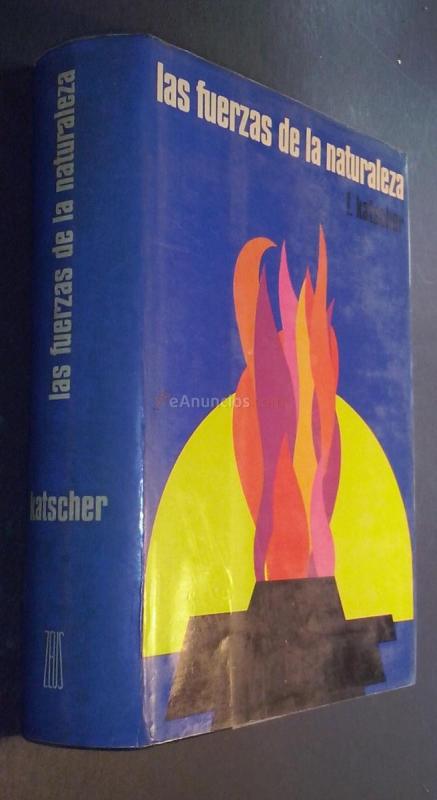 las fuerzas de la naturaleza
f. katscher
las fuerzas de la naturaleza
katscher
ZEUS
eAnuncios.com